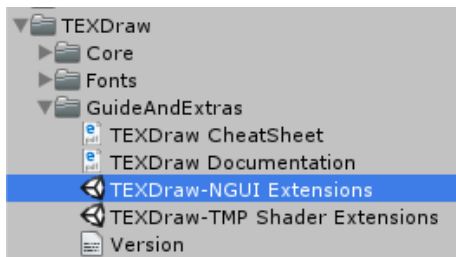 TEXDraw
Core
Fonts
GuideAndExtras
TEXDraw CheatSheet
TEXDraw Documentation
TEXDraw-NGUI Extensions
TEXDraw-TMP Shader Extensions
Version